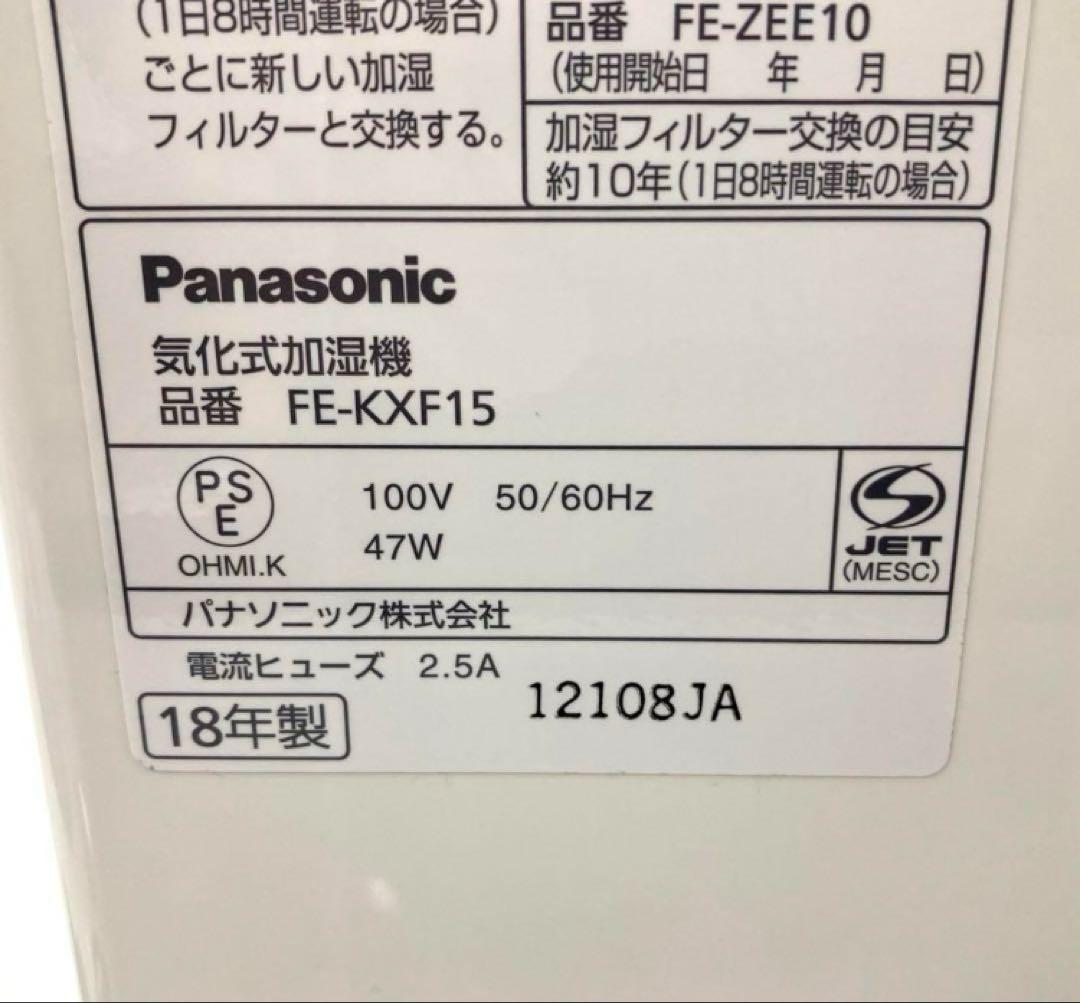 (1日8時間運転の場合)
ごとに新しい加湿
フィルターと交換する。
品番 FE-ZEE10
(使用開始日 年 月 日)
加湿フィルター交換の目安
約10年(1日8時間運転の場合)
Panasonic
気化式加湿機
品番 FE-KXF15
PS
E
OHMI.K
100V 50/60Hz
47W
JET
(MESC)
パナソニック株式会社
電流ヒューズ 2.5A
18年製
12108JA